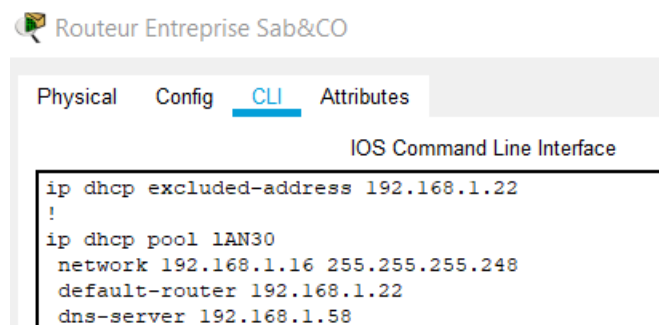 Routeur Entreprise Sab&CO
Physical Config CLI Attributes
IOS Command Line Interface
ip dhcp excluded-address 192.168.1.22
!
ip dhcp pool lAN30
network 192.168.1.16 255.255.255.248
default-router 192.168.1.22
dns-server 192.168.1.58